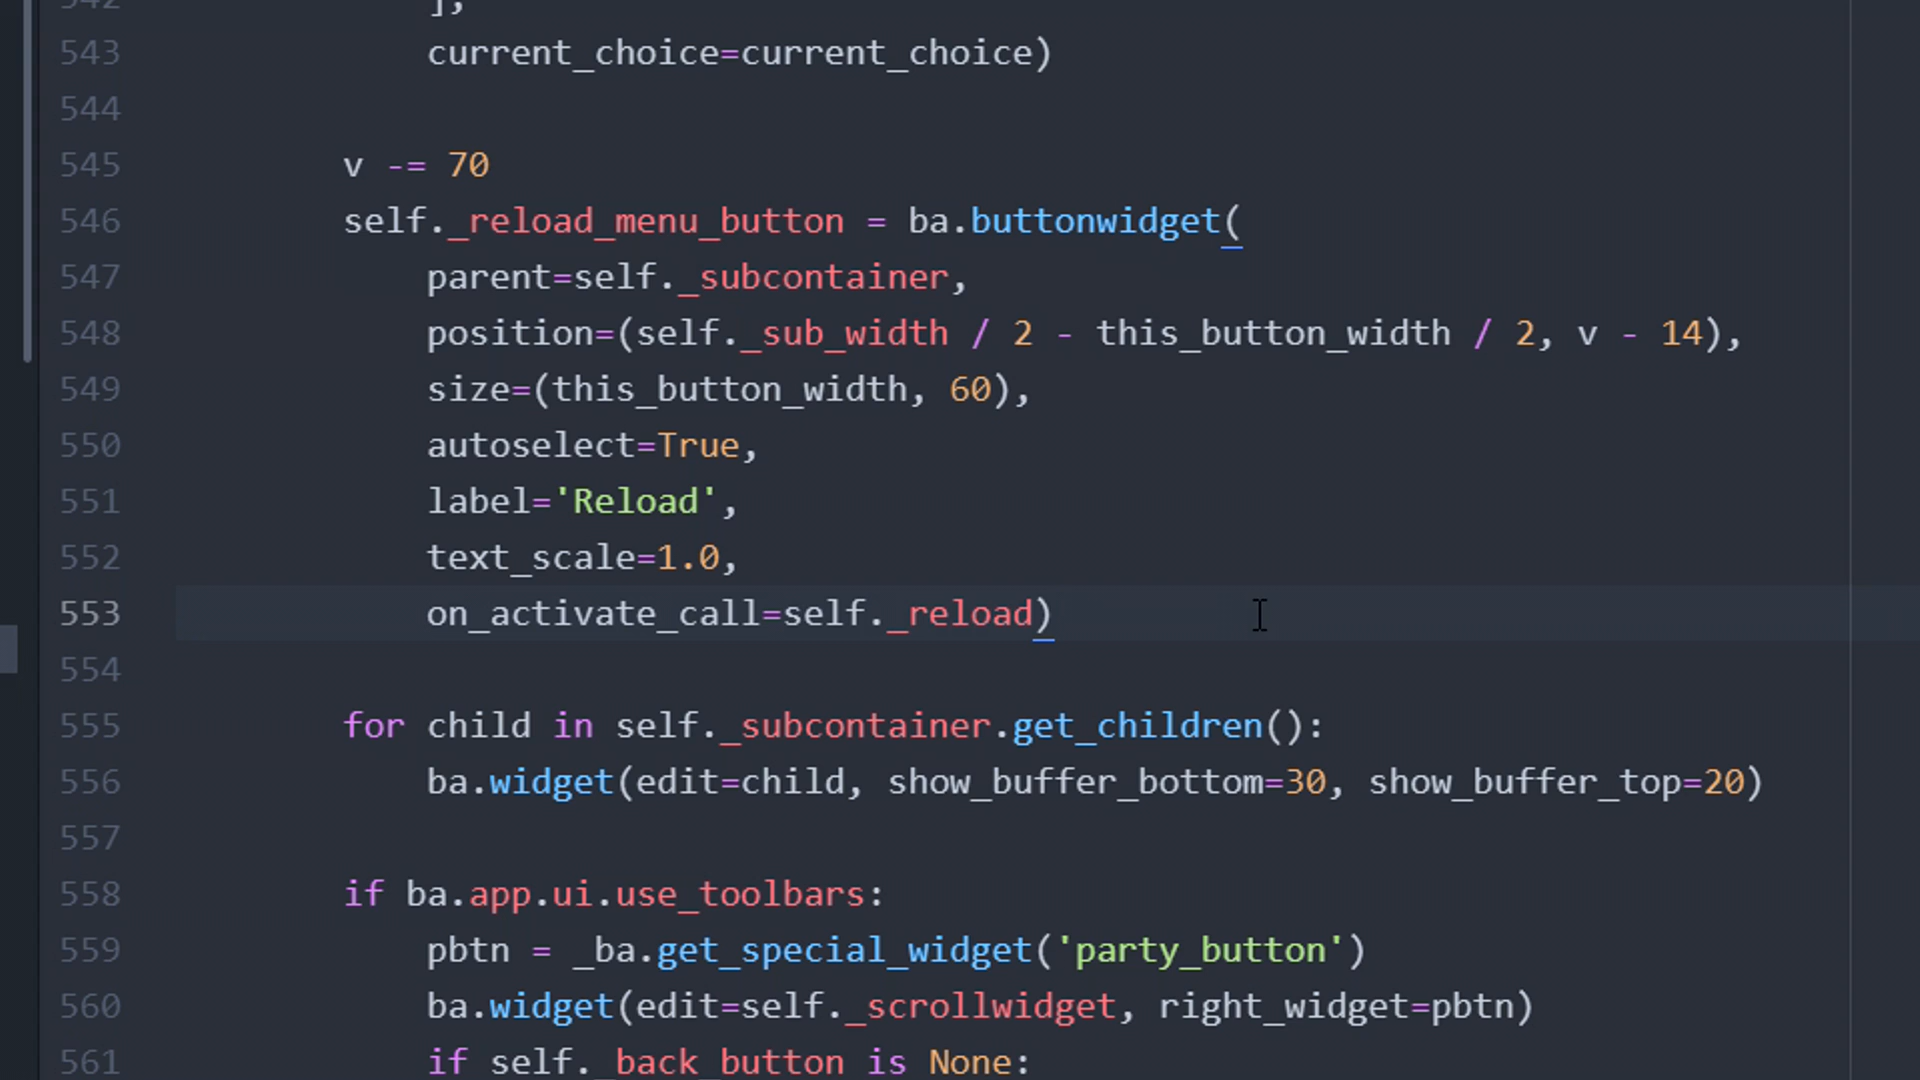 542 ],
543 current_choice=current_choice)
544
545 v -= 70
546 self._reload_menu_button = ba.buttonwidget(
547 parent=self._subcontainer,
548 position=(self._sub_width / 2 - this_button_width / 2, v - 14),
549 size=(this_button_width, 60),
550 autoselect=True,
551 label='Reload',
552 text_scale=1.0,
553 on_activate_call=self._reload)
554
555 for child in self._subcontainer.get_children():
556 ba.widget(edit=child, show_buffer_bottom=30, show_buffer_top=20)
557
558 if ba.app.ui.use_toolbars:
559 pbtn = _ba.get_special_widget('party_button')
560 ba.widget(edit=self._scrollwidget, right_widget=pbtn)
561 if self._back_button is None: